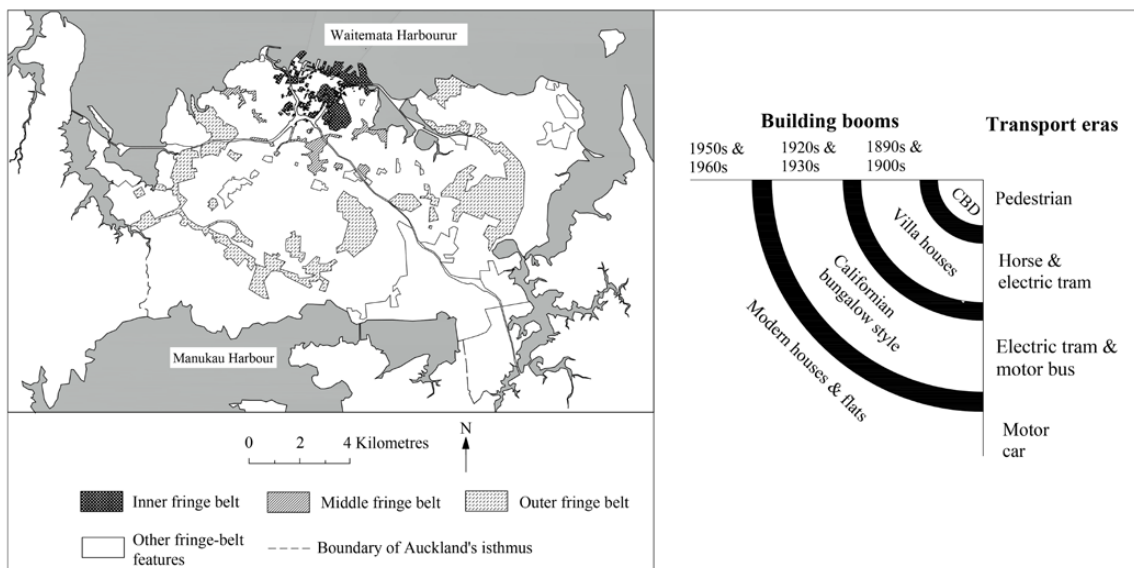 Waitemata Harbourur
Manukau Harbour
0 2 4 Kilometres
N
Inner fringe belt
Middle fringe belt
Outer fringe belt
Other fringe-belt
features
Boundary of Auckland's isthmus
Building booms
Transport eras
1950s &
1960s
1920s &
1930s
1890s &
1900s
CBD
Villa houses
Californian
bungalow style
Modern houses & flats
Pedestrian
Horse &
electric tram
Electric tram &
motor bus
Motor
car